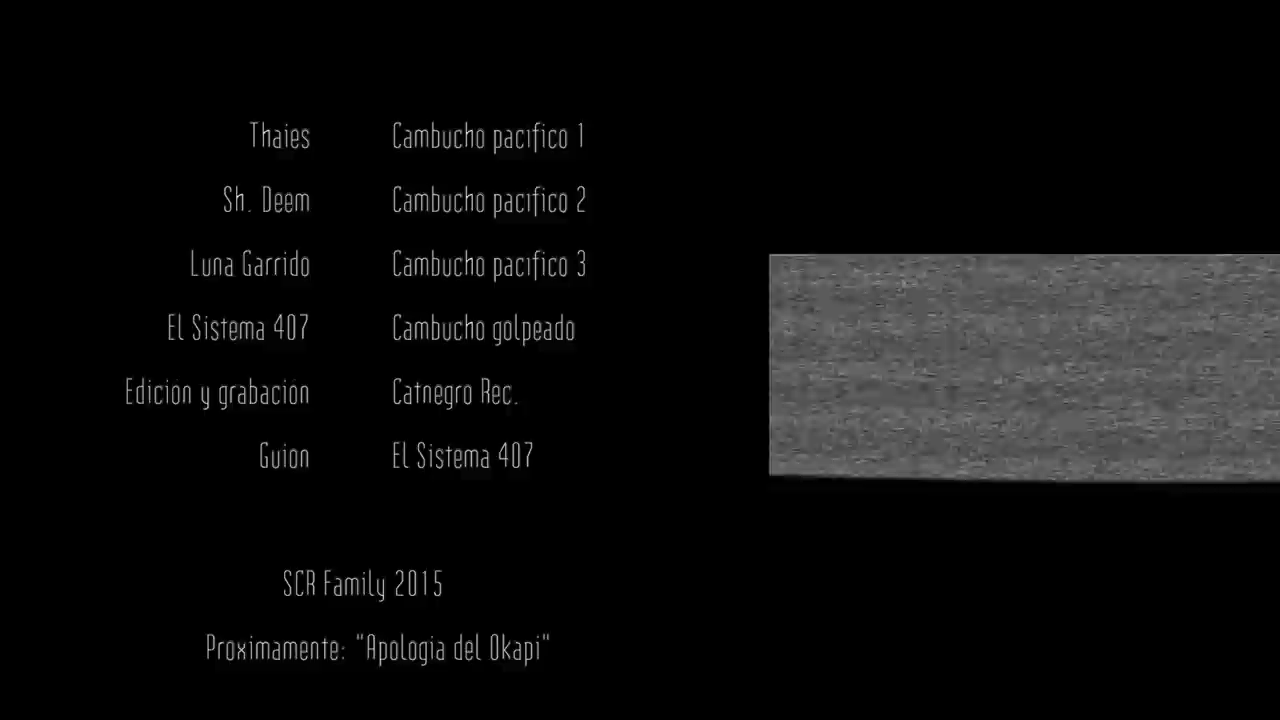 Thaies Cambucho pacifico 1
Sh. Deem Cambucho pacifico 2
Luna Garrido Cambucho pacifico 3
El Sistema 407 Cambucho golpeado
Edición y grabación Catnegro Rec.
Guion El Sistema 407
SCR Family 2015
Proximamente: "Apologia del Okapi"